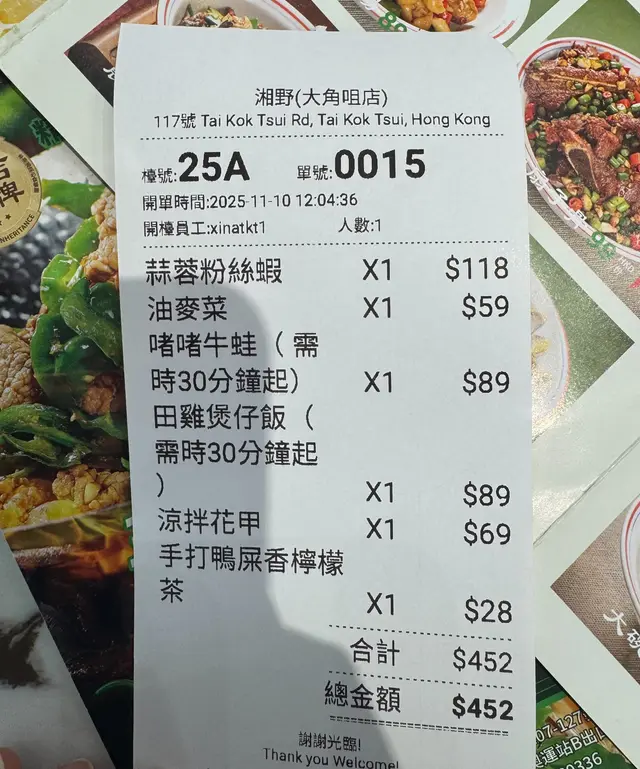 湘野(大角咀店)
117號 Tai Kok Tsui Rd, Tai Kok Tsui, Hong Kong
檯號:25A 單號:0015
開單時間:2025-11-10 12:04:36
開檯員工:xinatkt1 人數:1
蒜蓉粉絲蝦 X1 $118
油麥菜 X1 $59
啫啫牛蛙（需
時30分鐘起） X1 $89
田雞煲仔飯（
需時30分鐘起
） X1 $89
涼拌花甲 X1 $69
手打鴨屎香檸檬
茶 X1 $28
合計 $452
總金額 $452
謝謝光臨!
Thank you Welcome!